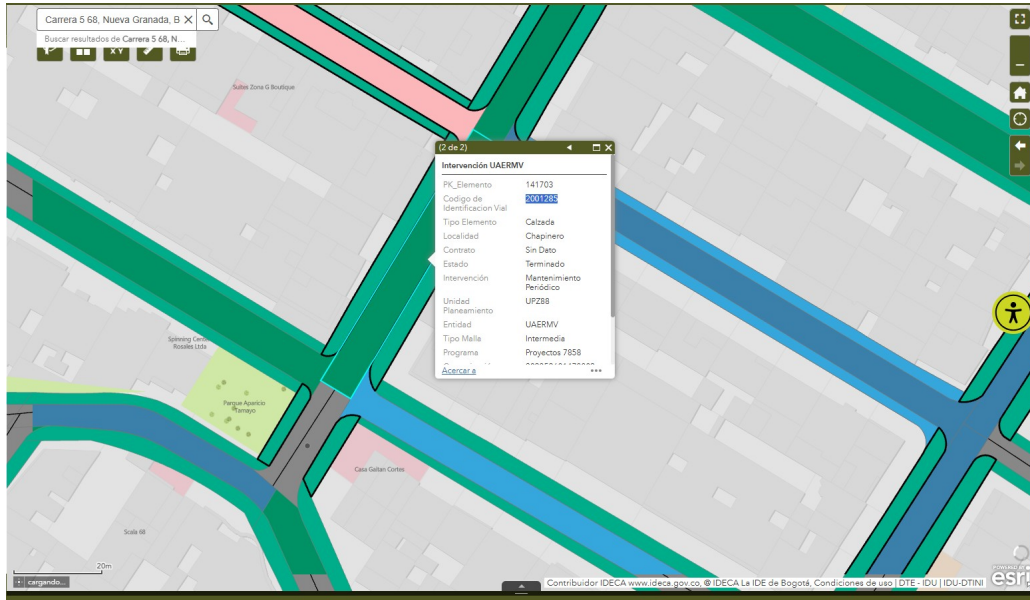 Carrera 5 68, Nueva Granada, B
Buscar resultados de Carrera 5 68, N...
X Y
Suites Zona G Boutique
(2 de 2)
Intervención UAERMV
PK_Elemento 141703
Codigo de Identificacion Vial 2001285
Tipo Elemento Calzada
Localidad Chapinero
Contrato Sin Dato
Estado Terminado
Intervención Mantenimiento Periódico
Unidad Planeamiento UPZ88
Entidad UAERMV
Tipo Malla Intermedia
Programa Proyectos 7858
Acercar a
Spinning Center
Rosales Ltda
Parque Aparicio
Tamayo
Casa Gaitan Cortes
Scala 68
20m
cargando...
Contribuidor IDECA www.ideca.gov.co, @ IDECA La IDE de Bogotá, Condiciones de uso | DTE - IDU | IDU-DTINI
POWERED BY
esri